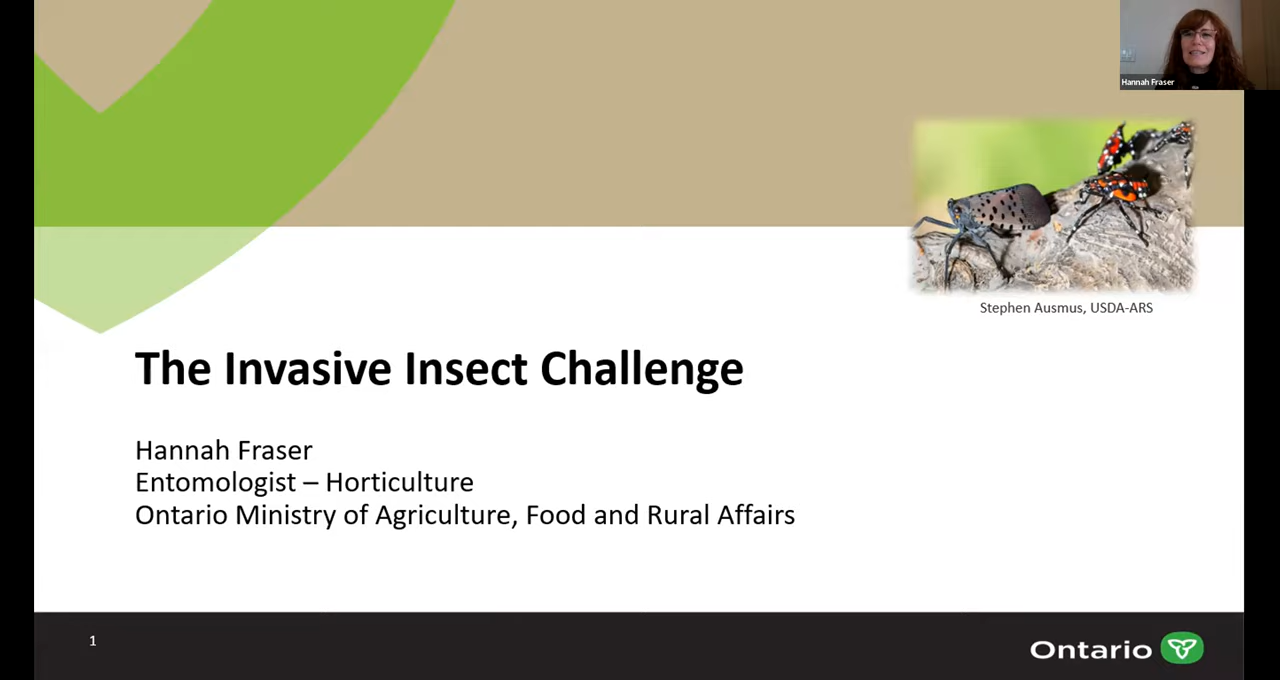 Hannah Fraser
Stephen Ausmus, USDA-ARS
The Invasive Insect Challenge
Hannah Fraser
Entomologist – Horticulture
Ontario Ministry of Agriculture, Food and Rural Affairs
1
Ontario